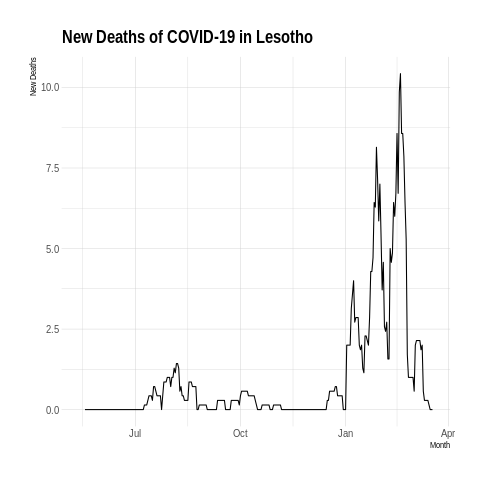 New Deaths of COVID-19 in Lesotho
New Deaths
10.0
7.5
5.0
2.5
0.0
Jul Oct Jan Apr
Month